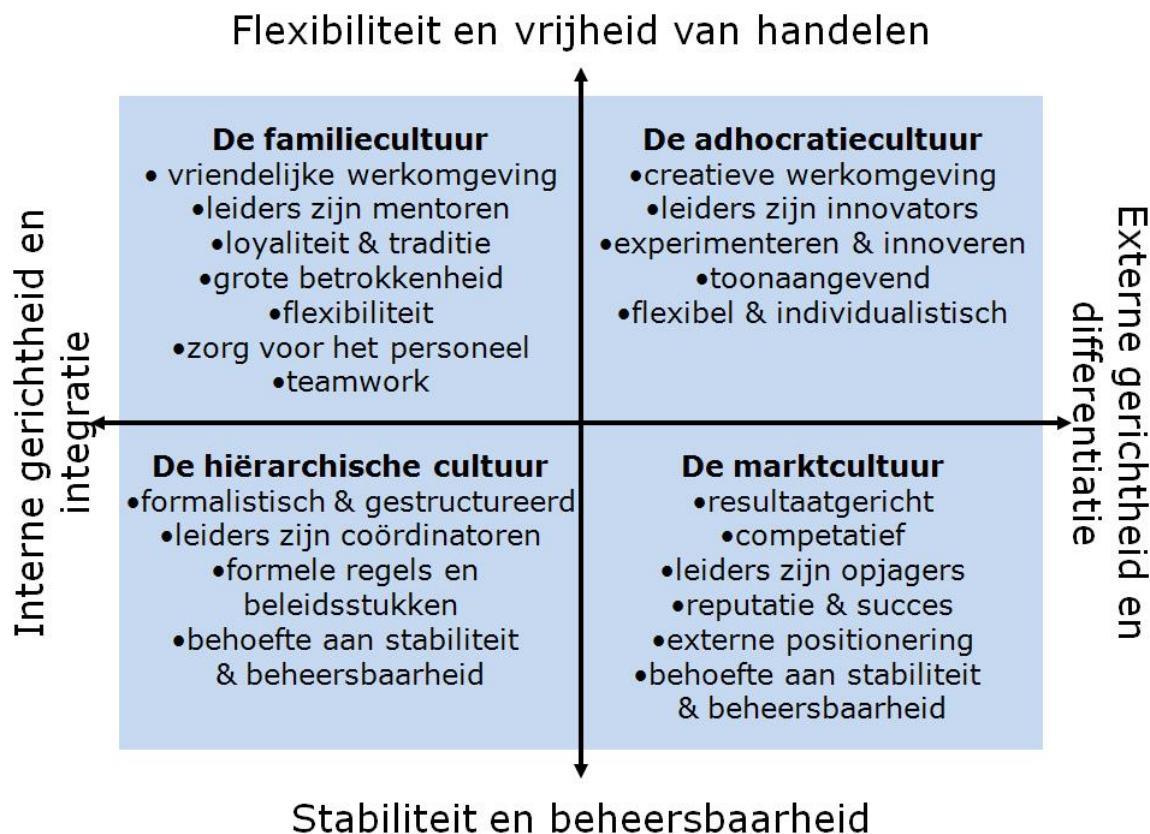 Flexibiliteit en vrijheid van handelen
Interne gerichtheid en
integratie
De familiecultuur
• vriendelijke werkomgeving
•leiders zijn mentoren
•loyaliteit & traditie
•grote betrokkenheid
•flexibiliteit
•zorg voor het personeel
•teamwork
De adhocratiecultuur
•creatieve werkomgeving
•leiders zijn innovators
•experimenteren & innoveren
•toonaangevend
•flexibel & individualistisch
De hiërarchische cultuur
•formalistisch & gestructureerd
•leiders zijn coördinatoren
•formele regels en
beleidsstukken
•behoefte aan stabiliteit
& beheersbaarheid
De marktcultuur
•resultaatgericht
•competatief
•leiders zijn opjagers
•reputatie & succes
•externe positionering
•behoefte aan stabiliteit
& beheersbaarheid
Externe gerichtheid en
differentiatie
Stabiliteit en beheersbaarheid